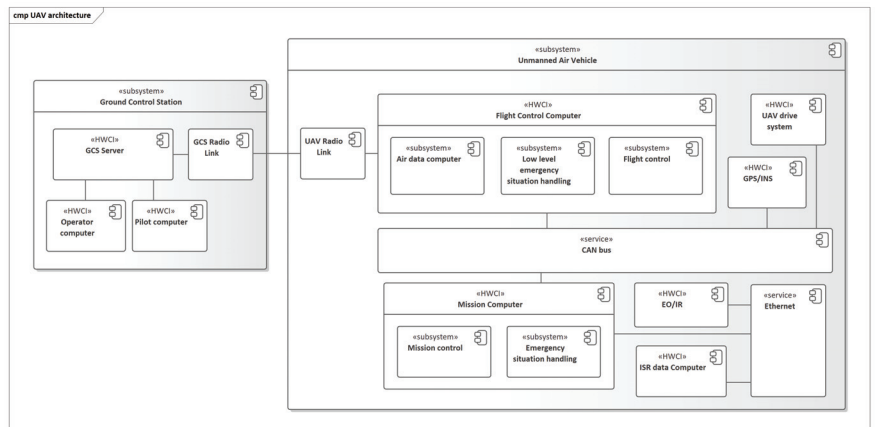 cmp UAV architecture
«subsystem»
Ground Control Station
«HWCI»
GCS Server
GCS Radio
Link
«HWCI»
Operator
computer
«HWCI»
Pilot computer
«subsystem»
Unmanned Air Vehicle
UAV Radio
Link
«HWCI»
Flight Control Computer
«subsystem»
Air data computer
«subsystem»
Low level
emergency
situation handling
«subsystem»
Flight control
«HWCI»
UAV drive
system
«HWCI»
GPS/INS
«service»
CAN bus
«HWCI»
Mission Computer
«subsystem»
Mission control
«subsystem»
Emergency
situation handling
«HWCI»
EO/IR
«HWCI»
ISR data Computer
«service»
Ethernet